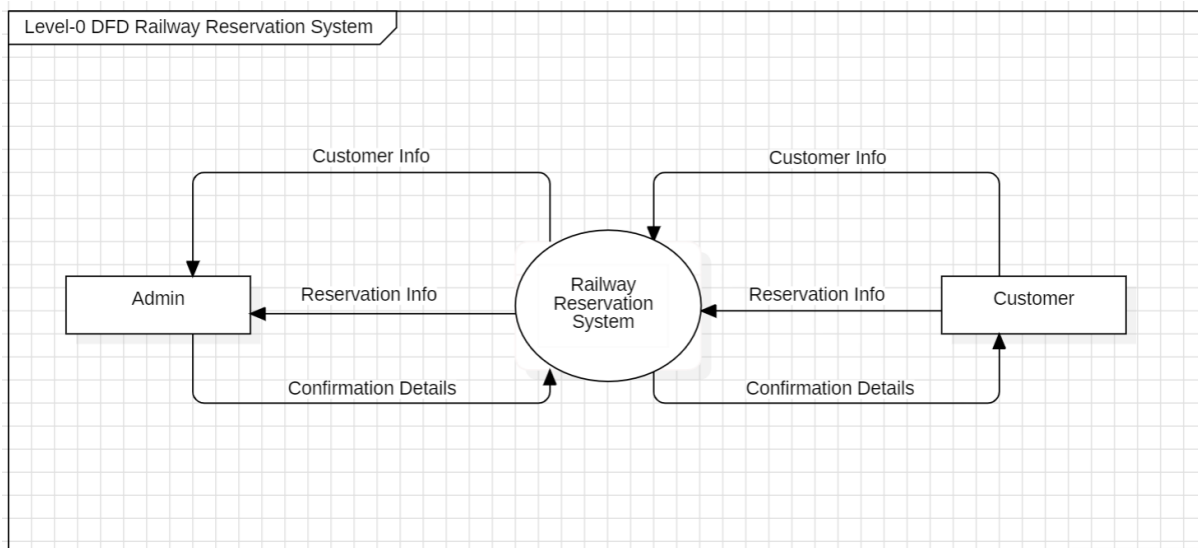 Level-0 DFD Railway Reservation System
Customer Info
Customer Info
Admin
Reservation Info
Railway
Reservation
System
Reservation Info
Customer
Confirmation Details
Confirmation Details